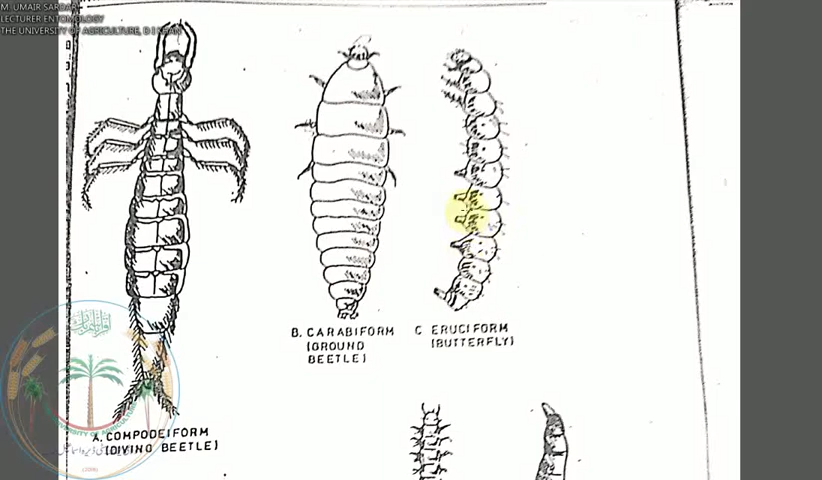 M. UMAIR SARDAR
LECTURER ENTOMOLOGY
THE UNIVERSITY OF AGRICULTURE, D I KHAN
B. CARABIFORM
(GROUND
BEETLE)
C ERUCIFORM
(BUTTERFLY)
A. COMPODEIFORM
(DIVING BEETLE)